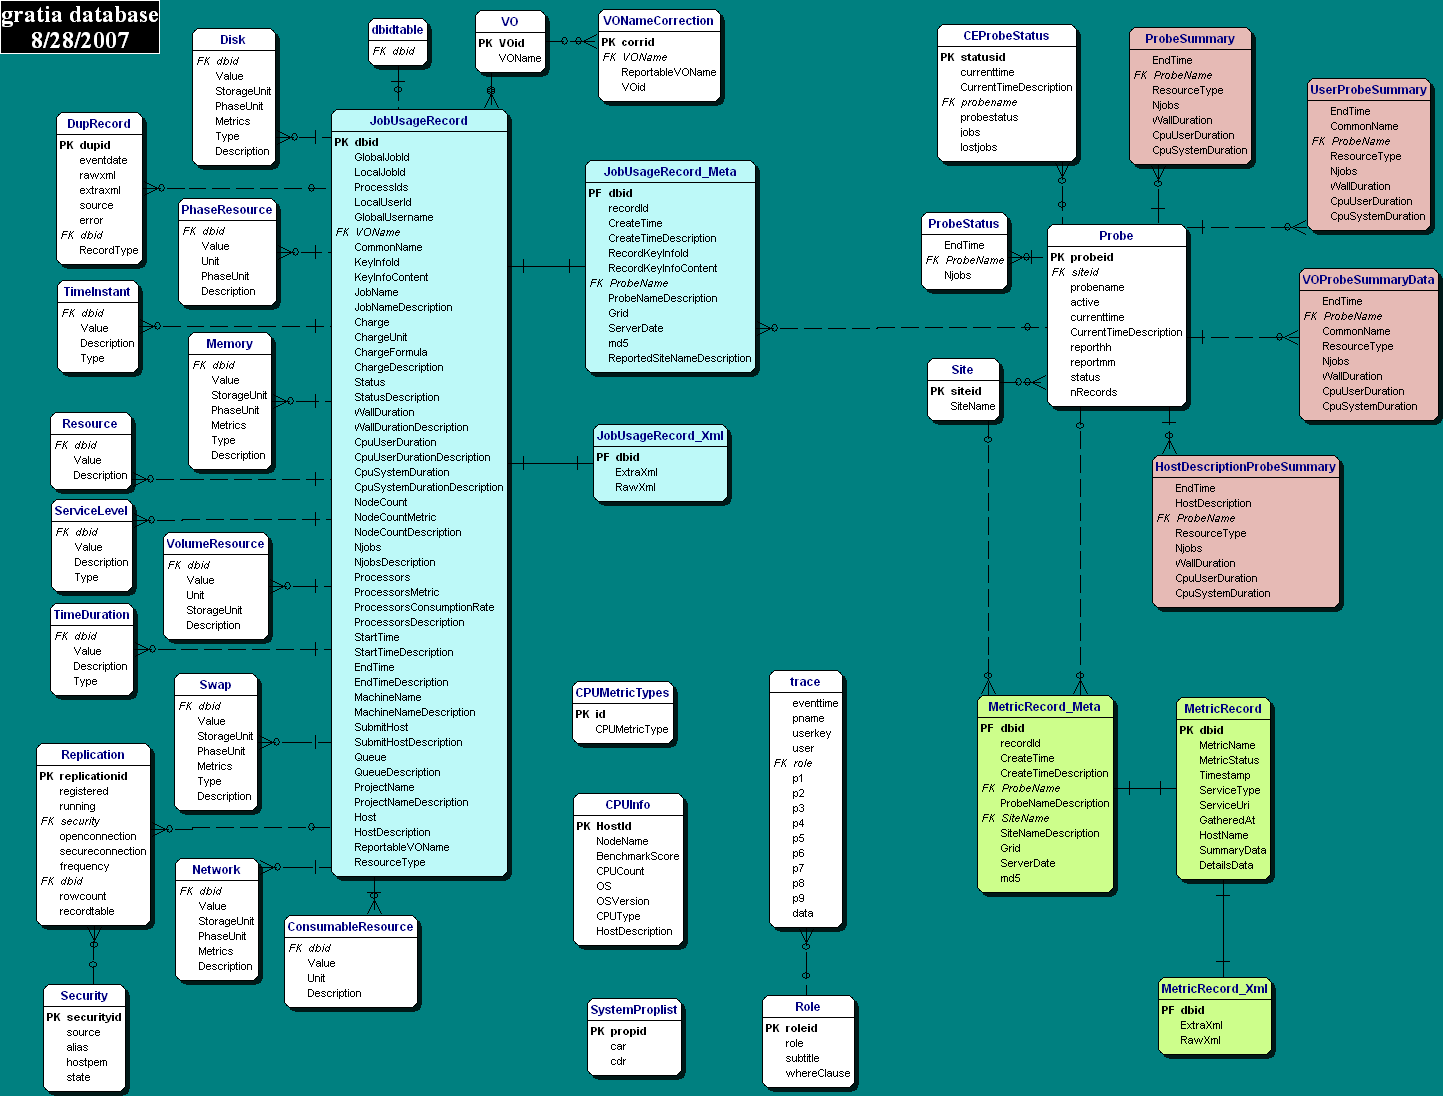 gratia database
8/28/2007
Disk
FK dbid
Value
StorageUnit
PhaseUnit
Metrics
Type
Description
dbidtable
FK dbid
VO
PK VOid
VOName
VONameCorrection
PK corrid
FK VOName
ReportableVOName
VOid
CEProbeStatus
PK statusid
currenttime
CurrentTimeDescription
FK probename
probestatus
jobs
lostjobs
ProbeSummary
EndTime
FK ProbeName
ResourceType
Njobs
WallDuration
CpuUserDuration
CpuSystemDuration
UserProbeSummary
EndTime
CommonName
FK ProbeName
ResourceType
Njobs
WallDuration
CpuUserDuration
CpuSystemDuration
DupRecord
PK dupid
eventdate
rawxml
extraxml
source
error
FK dbid
RecordType
PhaseResource
FK dbid
Value
Unit
PhaseUnit
Description
TimeInstant
FK dbid
Value
Description
Type
Memory
FK dbid
Value
StorageUnit
PhaseUnit
Metrics
Type
Description
Resource
FK dbid
Value
Description
ServiceLevel
FK dbid
Value
Description
Type
VolumeResource
FK dbid
Value
Unit
StorageUnit
Description
TimeDuration
FK dbid
Value
Description
Type
Swap
FK dbid
Value
StorageUnit
PhaseUnit
Metrics
Type
Description
Replication
PK replicationid
registered
running
FK security
openconnection
secureconnection
frequency
FK dbid
rowcount
recordtable
Network
FK dbid
Value
StorageUnit
PhaseUnit
Metrics
Description
Security
PK securityid
source
alias
hostpem
state
ConsumableResource
FK dbid
Value
Unit
Description
JobUsageRecord
PK dbid
GlobalJobId
LocalJobId
ProcessIds
LocalUserId
GlobalUsername
FK VOName
CommonName
KeyInfoId
KeyInfoContent
JobName
JobNameDescription
Charge
ChargeUnit
ChargeFormula
ChargeDescription
Status
StatusDescription
WallDuration
WallDurationDescription
CpuUserDuration
CpuUserDurationDescription
CpuSystemDuration
CpuSystemDurationDescription
NodeCount
NodeCountMetric
NodeCountDescription
Njobs
NjobsDescription
Processors
ProcessorsMetric
ProcessorsConsumptionRate
ProcessorsDescription
StartTime
StartTimeDescription
EndTime
EndTimeDescription
MachineName
MachineNameDescription
SubmitHost
SubmitHostDescription
Queue
QueueDescription
ProjectName
ProjectNameDescription
Host
HostDescription
ReportableVOName
ResourceType
JobUsageRecord_Meta
PF dbid
recordId
CreateTime
CreateTimeDescription
RecordKeyInfoId
RecordKeyInfoContent
FK ProbeName
ProbeNameDescription
Grid
ServerDate
md5
ReportedSiteNameDescription
JobUsageRecord_Xml
PF dbid
ExtraXml
RawXml
ProbeStatus
EndTime
FK ProbeName
Njobs
Probe
PK probeid
FK siteid
probename
active
currenttime
CurrentTimeDescription
reporthh
reportmm
status
nRecords
Site
PK siteid
SiteName
VOProbeSummaryData
EndTime
FK ProbeName
CommonName
ResourceType
Njobs
WallDuration
CpuUserDuration
CpuSystemDuration
HostDescriptionProbeSummary
EndTime
HostDescription
FK ProbeName
ResourceType
Njobs
WallDuration
CpuUserDuration
CpuSystemDuration
CPUMetricTypes
PK id
CPUMetricType
CPUInfo
PK HostId
NodeName
BenchmarkScore
CPUCount
OS
OSVersion
CPUType
HostDescription
SystemProplist
PK propid
car
cdr
trace
eventtime
pname
userkey
user
FK role
p1
p2
p3
p4
p5
p6
p7
p8
p9
data
Role
PK roleid
role
subtitle
whereClause
MetricRecord_Meta
PF dbid
recordId
CreateTime
CreateTimeDescription
FK ProbeName
ProbeNameDescription
FK SiteName
SiteNameDescription
Grid
ServerDate
md5
MetricRecord
PK dbid
MetricName
MetricStatus
Timestamp
ServiceType
ServiceUri
GatheredAt
HostName
SummaryData
DetailsData
MetricRecord_Xml
PF dbid
ExtraXml
RawXml